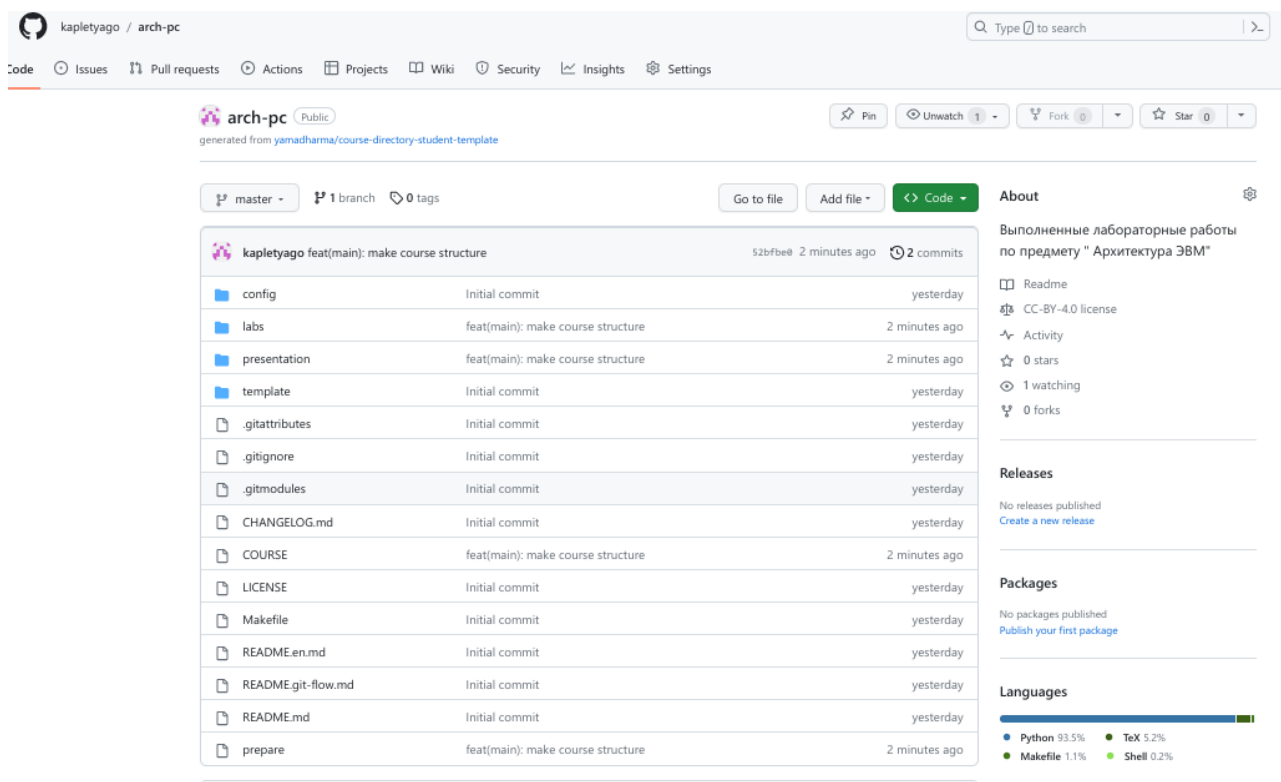 kapletyago / arch-pc
Type / to search
Code Issues Pull requests Actions Projects Wiki Security Insights Settings
arch-pc Public
Pin Unwatch 1 Fork 0 Star 0
generated from yamadharma/course-directory-student-template
master 1 branch 0 tags Go to file Add file <> Code
kapletyago feat(main): make course structure 52bfbe0 2 minutes ago 2 commits
config Initial commit yesterday
labs feat(main): make course structure 2 minutes ago
presentation feat(main): make course structure 2 minutes ago
template Initial commit yesterday
.gitattributes Initial commit yesterday
.gitignore Initial commit yesterday
.gitmodules Initial commit yesterday
CHANGELOG.md Initial commit yesterday
COURSE feat(main): make course structure 2 minutes ago
LICENSE Initial commit yesterday
Makefile Initial commit yesterday
README.en.md Initial commit yesterday
README.git-flow.md Initial commit yesterday
README.md Initial commit yesterday
prepare feat(main): make course structure 2 minutes ago
About
Выполненные лабораторные работы
по предмету " Архитектура ЭВМ"
Readme
CC-BY-4.0 license
Activity
0 stars
1 watching
0 forks
Releases
No releases published
Create a new release
Packages
No packages published
Publish your first package
Languages
Python 93.5% TeX 5.2%
Makefile 1.1% Shell 0.2%